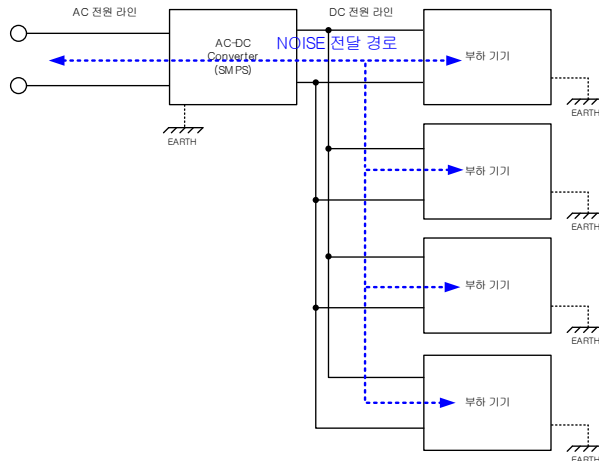 AC 전원 라인
DC 전원 라인
AC-DC
Converter
(SMPS)
NOISE 전달 경로
부하 기기
EARTH
EARTH
부하 기기
EARTH
부하 기기
EARTH
부하 기기
EARTH